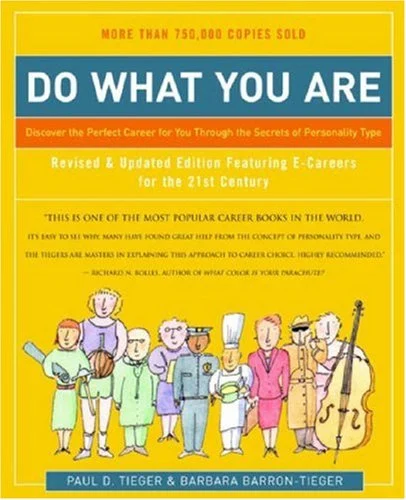 MORE THAN 750,000 COPIES SOLD
DO WHAT YOU ARE
Discover the Perfect Career for You Through the Secrets of Personality Type
Revised & Updated Edition Featuring E-Careers
for the 21st Century
"THIS IS ONE OF THE MOST POPULAR CAREER BOOKS IN THE WORLD.
IT'S EASY TO SEE WHY. MANY HAVE FOUND GREAT HELP FROM THE CONCEPT OF PERSONALITY TYPE, AND
THE TIEGERS ARE MASTERS IN EXPLAINING THIS APPROACH TO CAREER CHOICE. HIGHLY RECOMMENDED."
— RICHARD N. BOLLES, AUTHOR OF WHAT COLOR IS YOUR PARACHUTE?
PAUL D. TIEGER & BARBARA BARRON-TIEGER